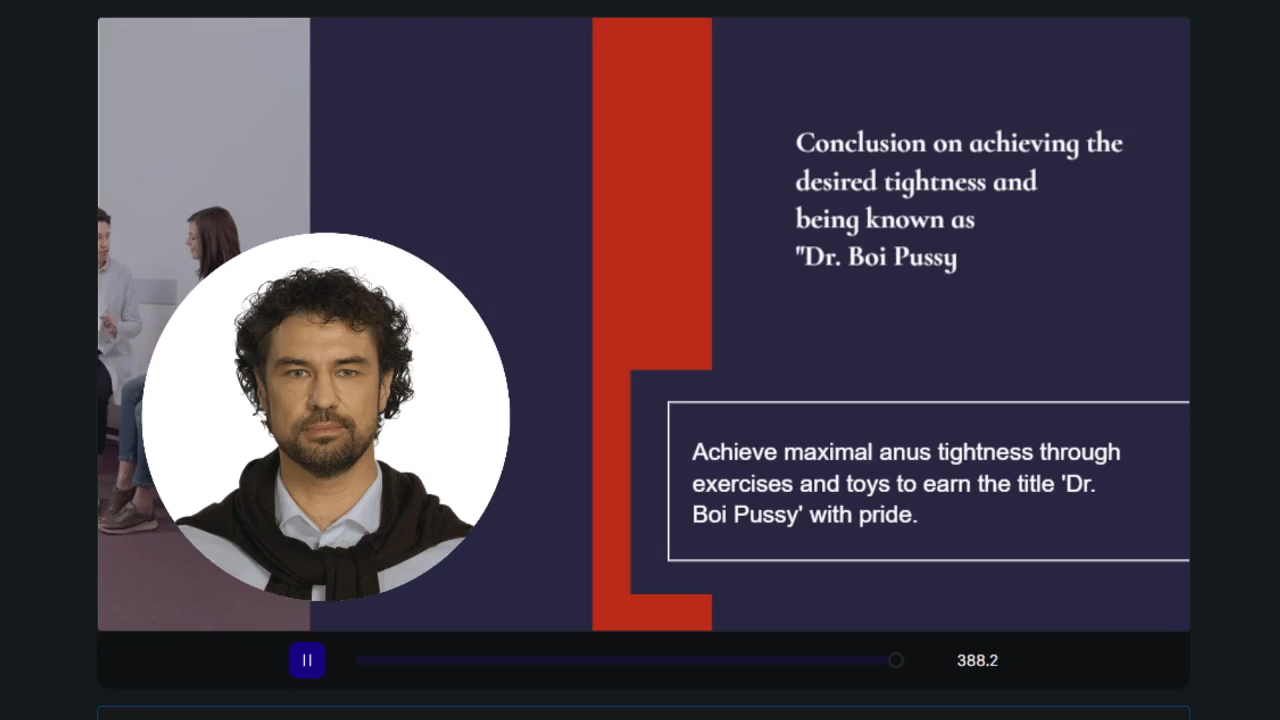 Conclusion on achieving the
desired tightness and
being known as
"Dr. Boi Pussy
Achieve maximal anus tightness through
exercises and toys to earn the title 'Dr.
Boi Pussy' with pride.
388.2